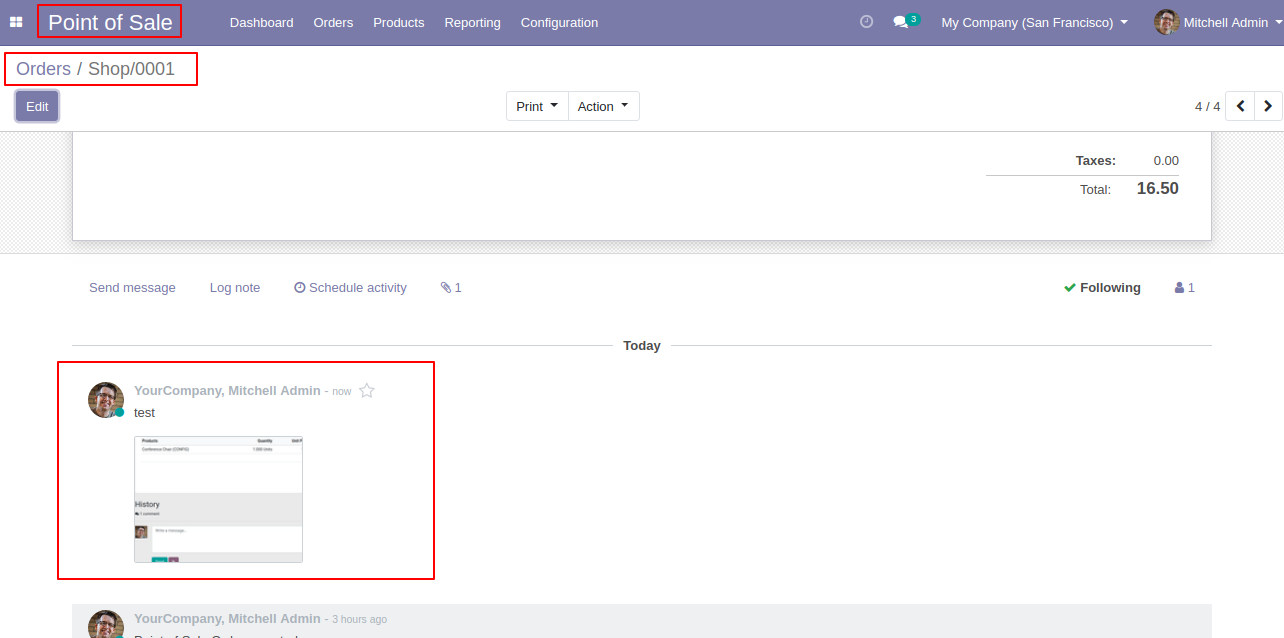 Point of Sale Dashboard Orders Products Reporting Configuration 3 My Company (San Francisco) Mitchell Admin
Orders / Shop/0001
Edit Print Action 4 / 4
Taxes: 0.00
Total: 16.50
Send message Log note Schedule activity 1 Following 1
Today
YourCompany, Mitchell Admin - now
test
Products Quantity Unit P
Conference Chair (CONFIG) 1.000 Units
History
1 comment
Write a message...
YourCompany, Mitchell Admin - 3 hours ago